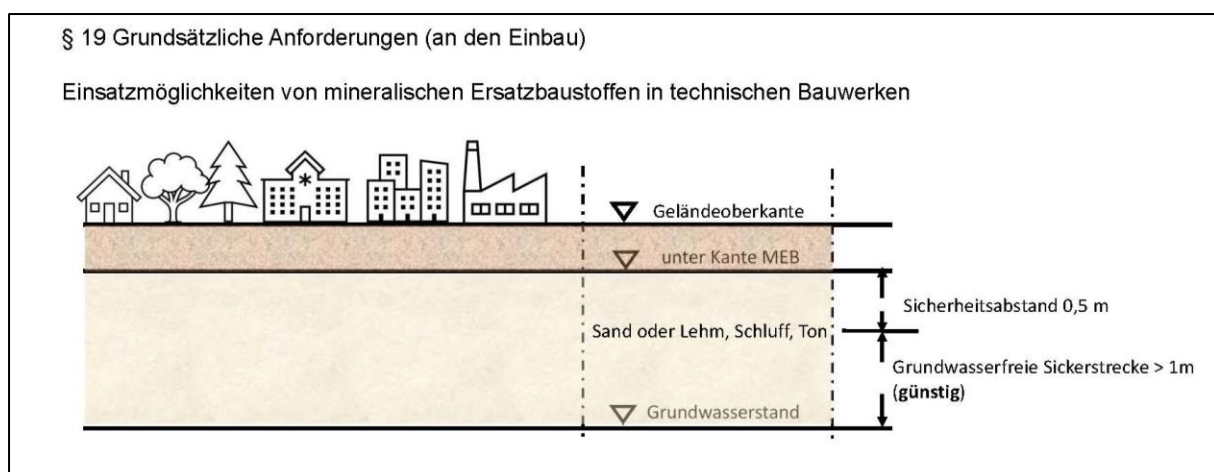 § 19 Grundsätzliche Anforderungen (an den Einbau)
Einsatzmöglichkeiten von mineralischen Ersatzbaustoffen in technischen Bauwerken
Geländeoberkante
unter Kante MEB
Sicherheitsabstand 0,5 m
Sand oder Lehm, Schluff, Ton
Grundwasserfreie Sickerstrecke > 1m
(günstig)
Grundwasserstand